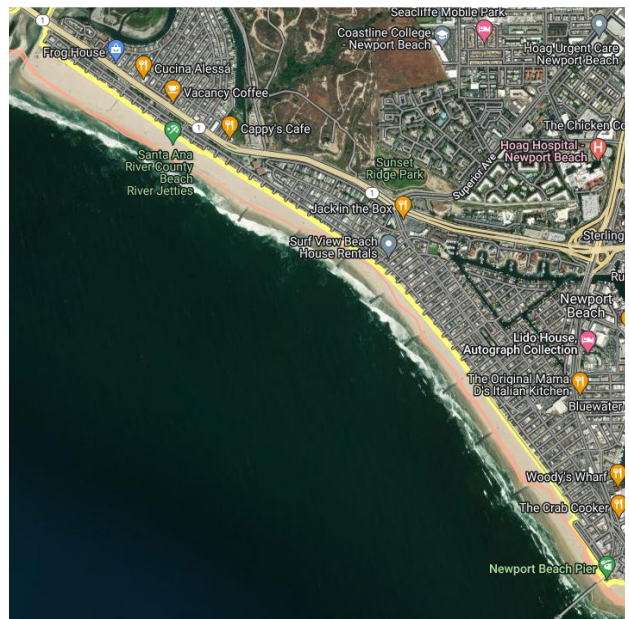 Seacliffe Mobile Park
1
Coastline College
- Newport Beach
Hoag Urgent Care
Newport Beach
Frog House
Cucina Alessá
Vacancy Coffee
1
Cappy's Cafe
The Chicken Co
Hoag Hospital -
Newport Beach
H
Santa Ana
River County
Beach
River Jetties
Sunset
Ridge Park
Superior Ave
1
Jack in the Box
Surf View Beach
House Rentals
Sterling
Ru
Newport
Beach
Lido House,
Autograph Collection
The Original Mama
D's Italian Kitchen
Bluewater
Woody's Wharf
The Crab Cooker
Newport Beach Pier